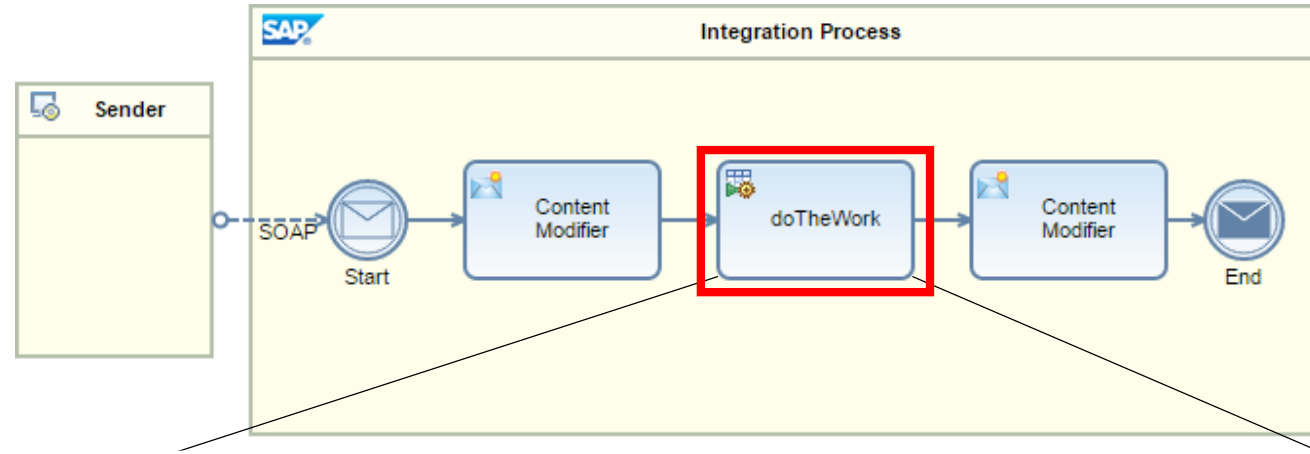 SAP
Integration Process
Sender
SOAP
Start
Content
Modifier
doTheWork
Content
Modifier
End